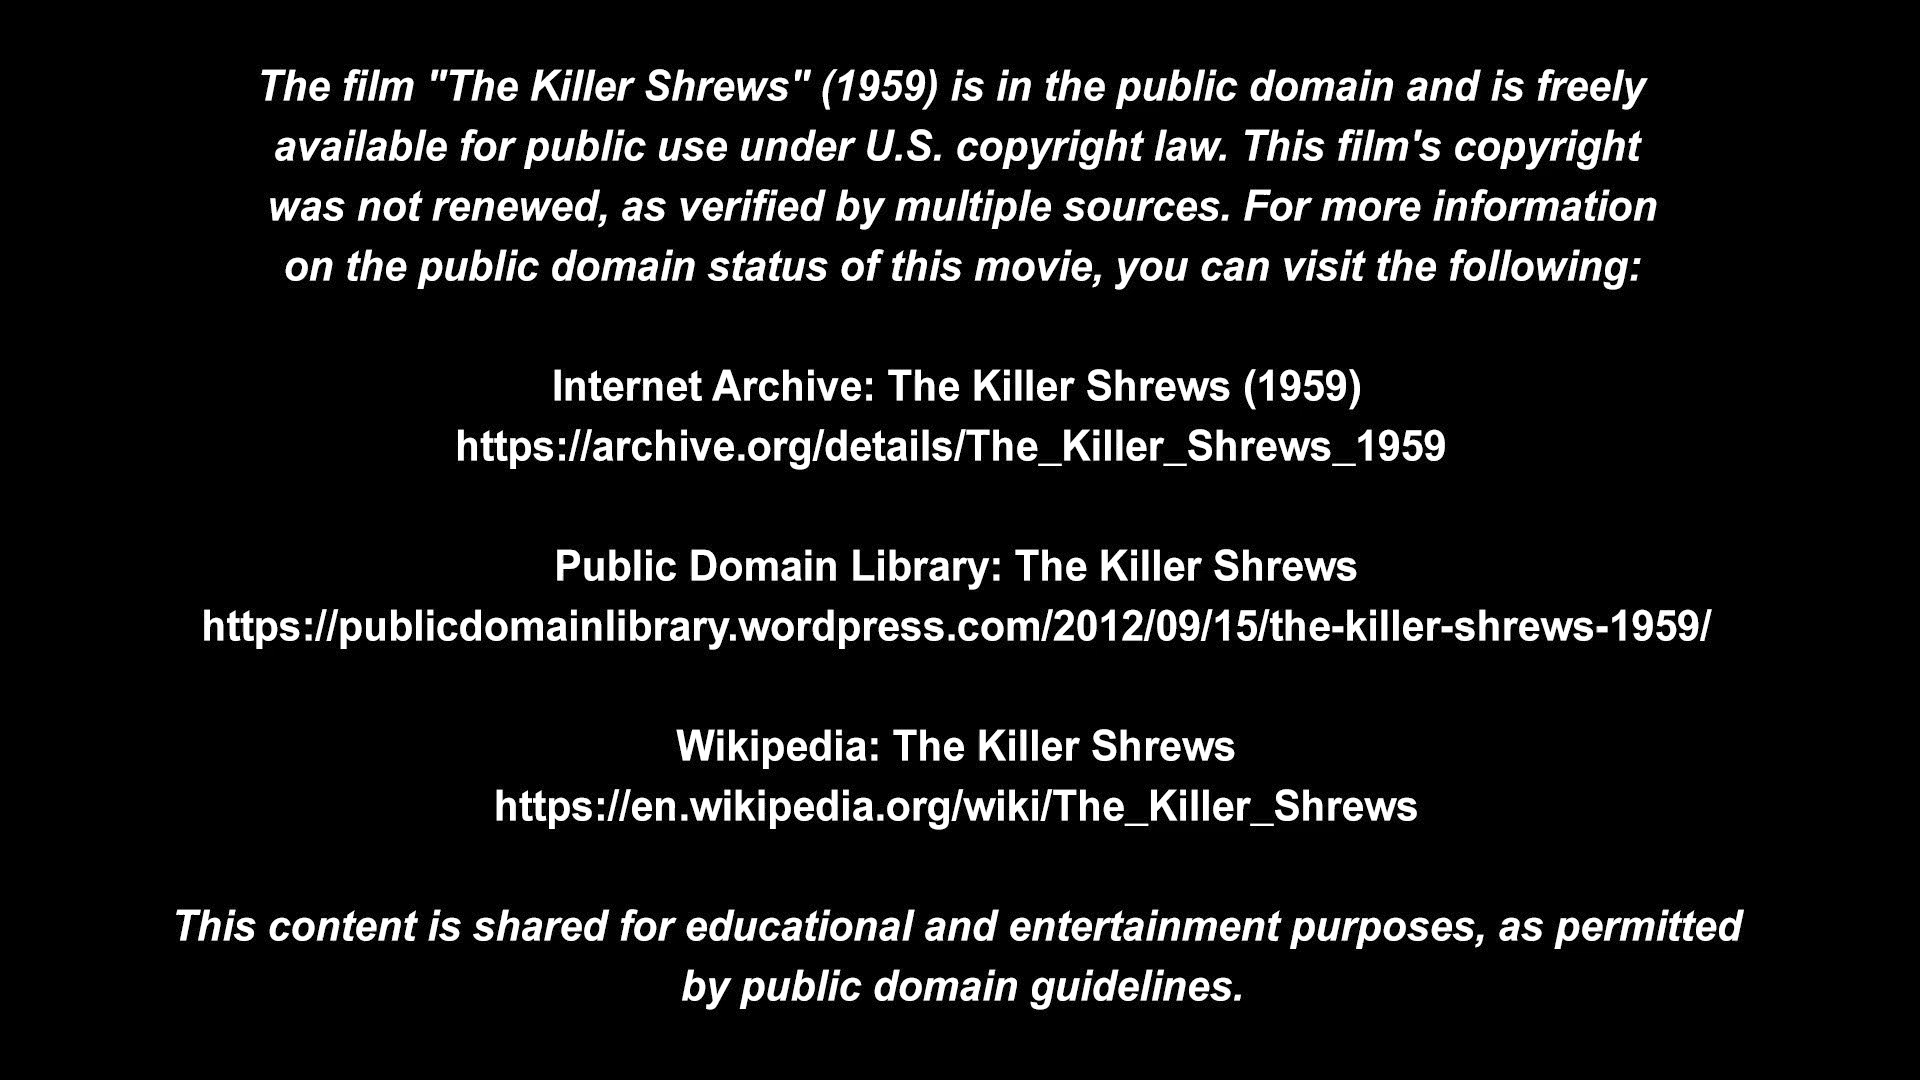 The film "The Killer Shrews" (1959) is in the public domain and is freely
available for public use under U.S. copyright law. This film's copyright
was not renewed, as verified by multiple sources. For more information
on the public domain status of this movie, you can visit the following:
Internet Archive: The Killer Shrews (1959)
https://archive.org/details/The_Killer_Shrews_1959
Public Domain Library: The Killer Shrews
https://publicdomainlibrary.wordpress.com/2012/09/15/the-killer-shrews-1959/
Wikipedia: The Killer Shrews
https://en.wikipedia.org/wiki/The_Killer_Shrews
This content is shared for educational and entertainment purposes, as permitted
by public domain guidelines.